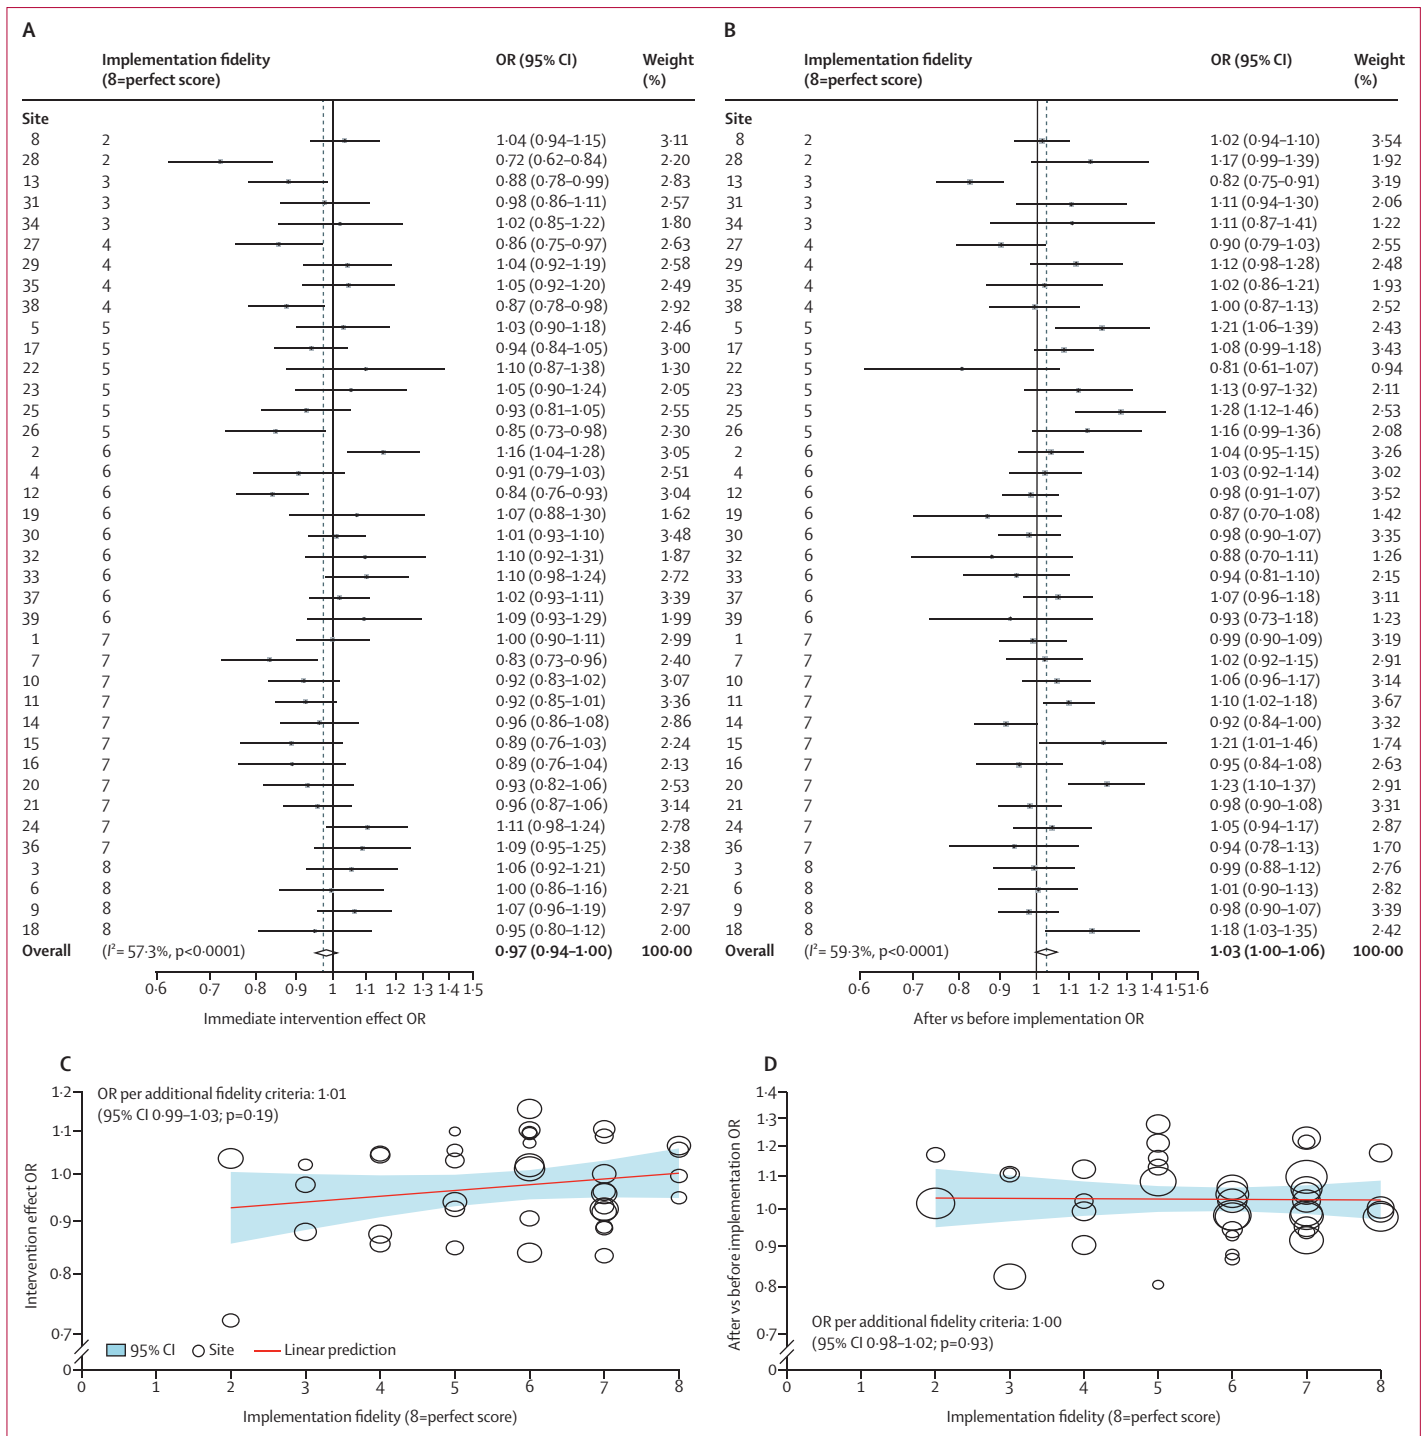 A
Implementation fidelity
(8=perfect score)
OR (95% CI)
Weight
(%)
Site
8 2 1·04 (0·94–1·15) 3·11
28 2 0·72 (0·62–0·84) 2·20
13 3 0·88 (0·78–0·99) 2·83
31 3 0·98 (0·86–1·11) 2·57
34 3 1·02 (0·85–1·22) 1·80
27 4 0·86 (0·75–0·97) 2·63
29 4 1·04 (0·92–1·19) 2·58
35 4 1·05 (0·92–1·20) 2·49
38 4 0·87 (0·78–0·98) 2·92
5 5 1·03 (0·90–1·18) 2·46
17 5 0·94 (0·84–1·05) 3·00
22 5 1·10 (0·87–1·38) 1·30
23 5 1·05 (0·90–1·24) 2·05
25 5 0·93 (0·81–1·05) 2·55
26 5 0·85 (0·73–0·98) 2·30
2 6 1·16 (1·04–1·28) 3·05
4 6 0·91 (0·79–1·03) 2·51
12 6 0·84 (0·76–0·93) 3·04
19 6 1·07 (0·88–1·30) 1·62
30 6 1·01 (0·93–1·10) 3·48
32 6 1·10 (0·92–1·31) 1·87
33 6 1·10 (0·98–1·24) 2·72
37 6 1·02 (0·93–1·11) 3·39
39 6 1·09 (0·93–1·29) 1·99
1 7 1·00 (0·90–1·11) 2·99
7 7 0·83 (0·73–0·96) 2·40
10 7 0·92 (0·83–1·02) 3·07
11 7 0·92 (0·85–1·01) 3·36
14 7 0·96 (0·86–1·08) 2·86
15 7 0·89 (0·76–1·03) 2·24
16 7 0·89 (0·76–1·04) 2·13
20 7 0·93 (0·82–1·06) 2·53
21 7 0·96 (0·87–1·06) 3·14
24 7 1·11 (0·98–1·24) 2·78
36 7 1·09 (0·95–1·25) 2·38
3 8 1·06 (0·92–1·21) 2·50
6 8 1·00 (0·86–1·16) 2·21
9 8 1·07 (0·96–1·19) 2·97
18 8 0·95 (0·80–1·12) 2·00
Overall (I²= 57·3%, p<0·0001) 0·97 (0·94–1·00) 100·00
0·6 0·7 0·8 0·9 1 1·1 1·2 1·3 1·4 1·5
Immediate intervention effect OR
B
Implementation fidelity
(8=perfect score)
OR (95% CI)
Weight
(%)
Site
8 2 1·02 (0·94–1·10) 3·54
28 2 1·17 (0·99–1·39) 1·92
13 3 0·82 (0·75–0·91) 3·19
31 3 1·11 (0·94–1·30) 2·06
34 3 1·11 (0·87–1·41) 1·22
27 4 0·90 (0·79–1·03) 2·55
29 4 1·12 (0·98–1·28) 2·48
35 4 1·02 (0·86–1·21) 1·93
38 4 1·00 (0·87–1·13) 2·52
5 5 1·21 (1·06–1·39) 2·43
17 5 1·08 (0·99–1·18) 3·43
22 5 0·81 (0·61–1·07) 0·94
23 5 1·13 (0·97–1·32) 2·11
25 5 1·28 (1·12–1·46) 2·53
26 5 1·16 (0·99–1·36) 2·08
2 6 1·04 (0·95–1·15) 3·26
4 6 1·03 (0·92–1·14) 3·02
12 6 0·98 (0·91–1·07) 3·52
19 6 0·87 (0·70–1·08) 1·42
30 6 0·98 (0·90–1·07) 3·35
32 6 0·88 (0·70–1·11) 1·26
33 6 0·94 (0·81–1·10) 2·15
37 6 1·07 (0·96–1·18) 3·11
39 6 0·93 (0·73–1·18) 1·23
1 7 0·99 (0·90–1·09) 3·19
7 7 1·02 (0·92–1·15) 2·91
10 7 1·06 (0·96–1·17) 3·14
11 7 1·10 (1·02–1·18) 3·67
14 7 0·92 (0·84–1·00) 3·32
15 7 1·21 (1·01–1·46) 1·74
16 7 0·95 (0·84–1·08) 2·63
20 7 1·23 (1·10–1·37) 2·91
21 7 0·98 (0·90–1·08) 3·31
24 7 1·05 (0·94–1·17) 2·87
36 7 0·94 (0·78–1·13) 1·70
3 8 0·99 (0·88–1·12) 2·76
6 8 1·01 (0·90–1·13) 2·82
9 8 0·98 (0·90–1·07) 3·39
18 8 1·18 (1·03–1·35) 2·42
Overall (I²= 59·3%, p<0·0001) 1·03 (1·00–1·06) 100·00
0·6 0·7 0·8 0·9 1 1·1 1·2 1·3 1·4 1·5 1·6
After vs before implementation OR
C
OR per additional fidelity criteria: 1·01
(95% CI 0·99–1·03; p=0·19)
Intervention effect OR
1·2
1·1
1·0
0·9
0·8
0·7
0
95% CI Site Linear prediction
0 1 2 3 4 5 6 7 8
Implementation fidelity (8=perfect score)
D
After vs before implementation OR
1·4
1·3
1·2
1·1
1·0
0·9
0·8
0·7
0
OR per additional fidelity criteria: 1·00
(95% CI 0·98–1·02; p=0·93)
0 1 2 3 4 5 6 7 8
Implementation fidelity (8=perfect score)